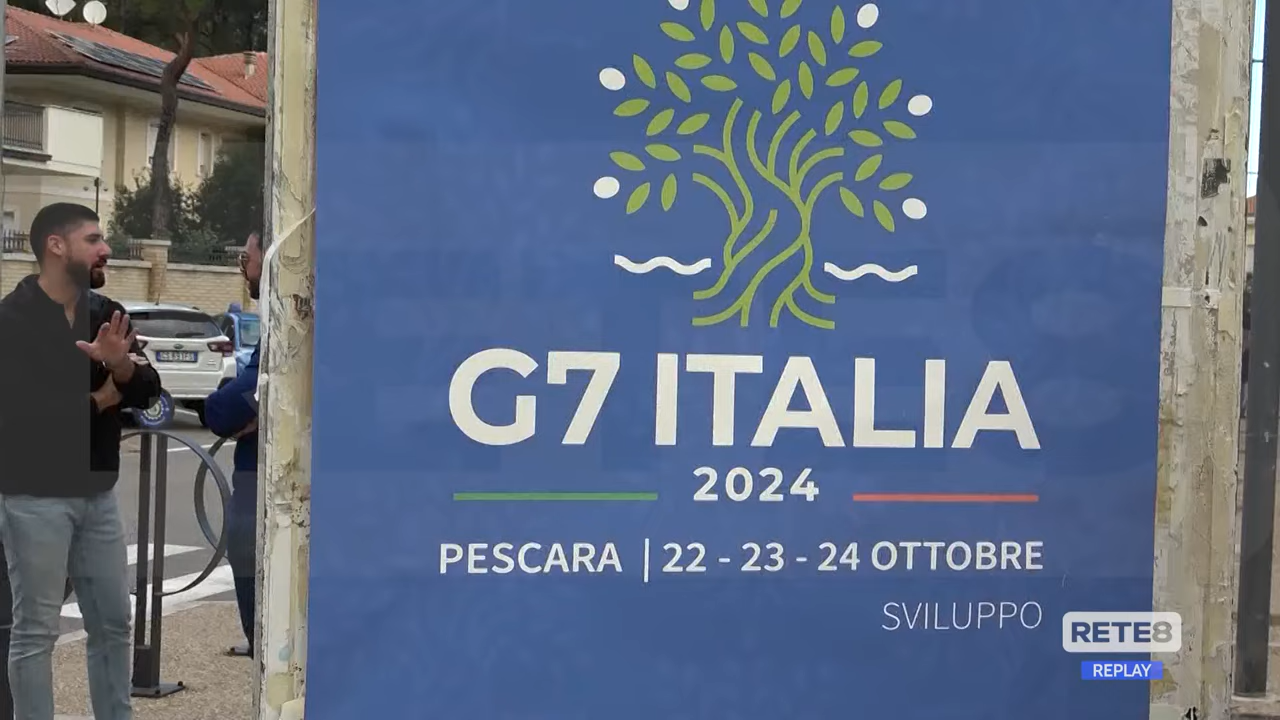 G7 ITALIA
2024
PESCARA | 22 - 23 - 24 OTTOBRE
SVILUPPO
RETE8
REPLAY